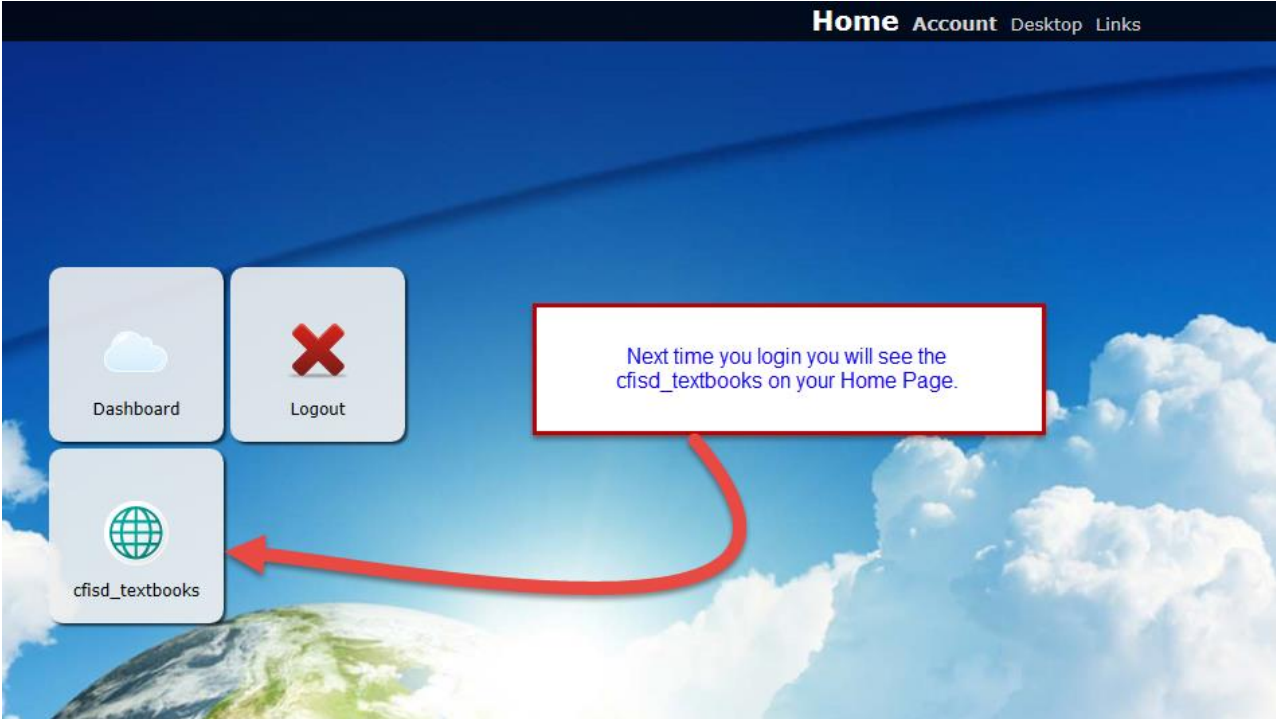 Home Account Desktop Links
Dashboard
Logout
Next time you login you will see the
cfisd_textbooks on your Home Page.
cfisd_textbooks